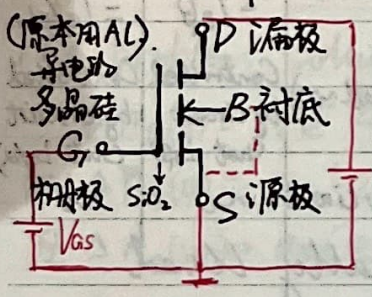 (原本用Al).
D 漏极
导电的
多晶硅
B 衬底
G
栅极
SiO₂
S 源极
VGS